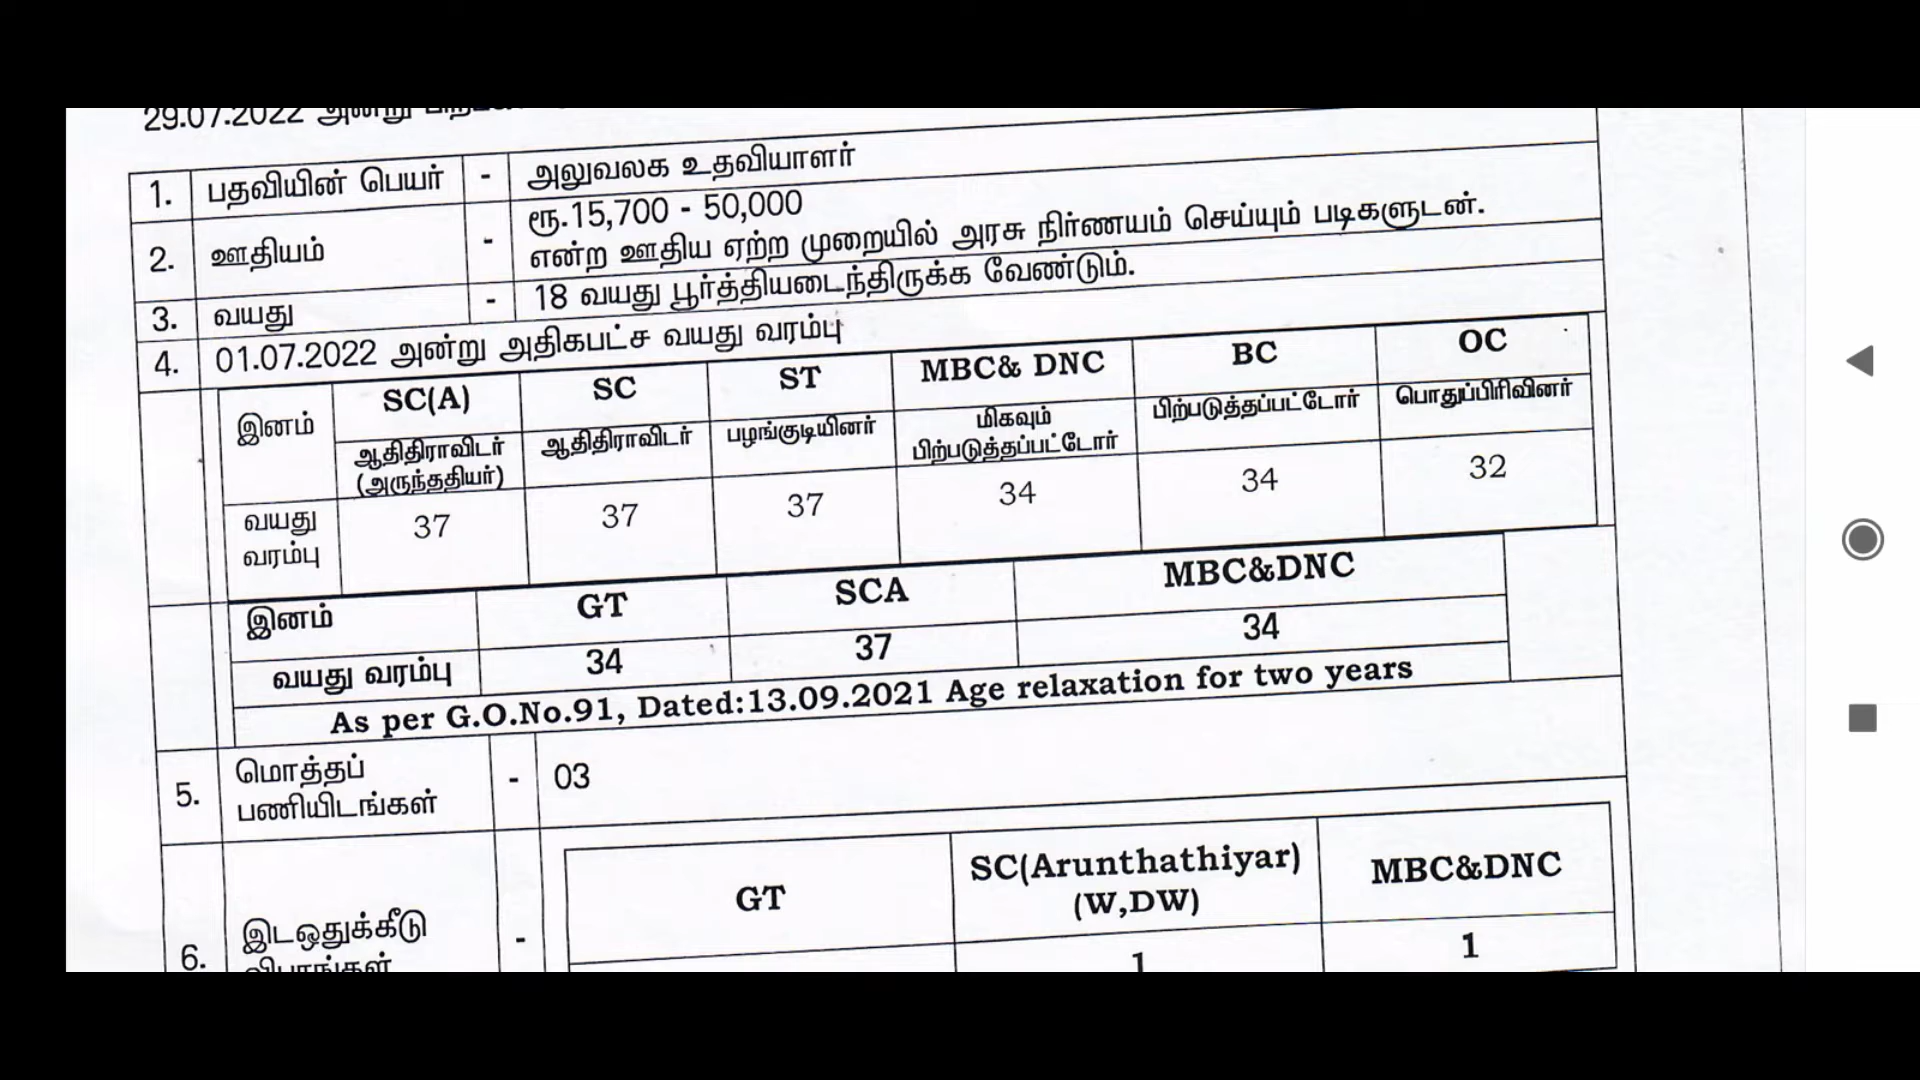 29.07.2022 அன்று
1. பதவியின் பெயர் - அலுவலக உதவியாளர்
2. ஊதியம் - ரூ.15,700 - 50,000
என்ற ஊதிய ஏற்ற முறையில் அரசு நிர்ணயம் செய்யும் படிகளுடன்.
3. வயது - 18 வயது பூர்த்தியடைந்திருக்க வேண்டும்.
4. 01.07.2022 அன்று அதிகபட்ச வயது வரம்பு
இனம் SC(A) SC ST MBC& DNC BC OC
ஆதிதிராவிடர் (அருந்ததியர்) ஆதிதிராவிடர் பழங்குடியினர் மிகவும் பிற்படுத்தப்பட்டோர் பிற்படுத்தப்பட்டோர் பொதுப்பிரிவினர்
வயது வரம்பு 37 37 37 34 34 32
இனம் GT SCA MBC&DNC
வயது வரம்பு 34 37 34
As per G.O.No.91, Dated:13.09.2021 Age relaxation for two years
5. மொத்தப் பணியிடங்கள் - 03
6. இடஒதுக்கீடு -
GT SC(Arunthathiyar) (W,DW) MBC&DNC
1 1